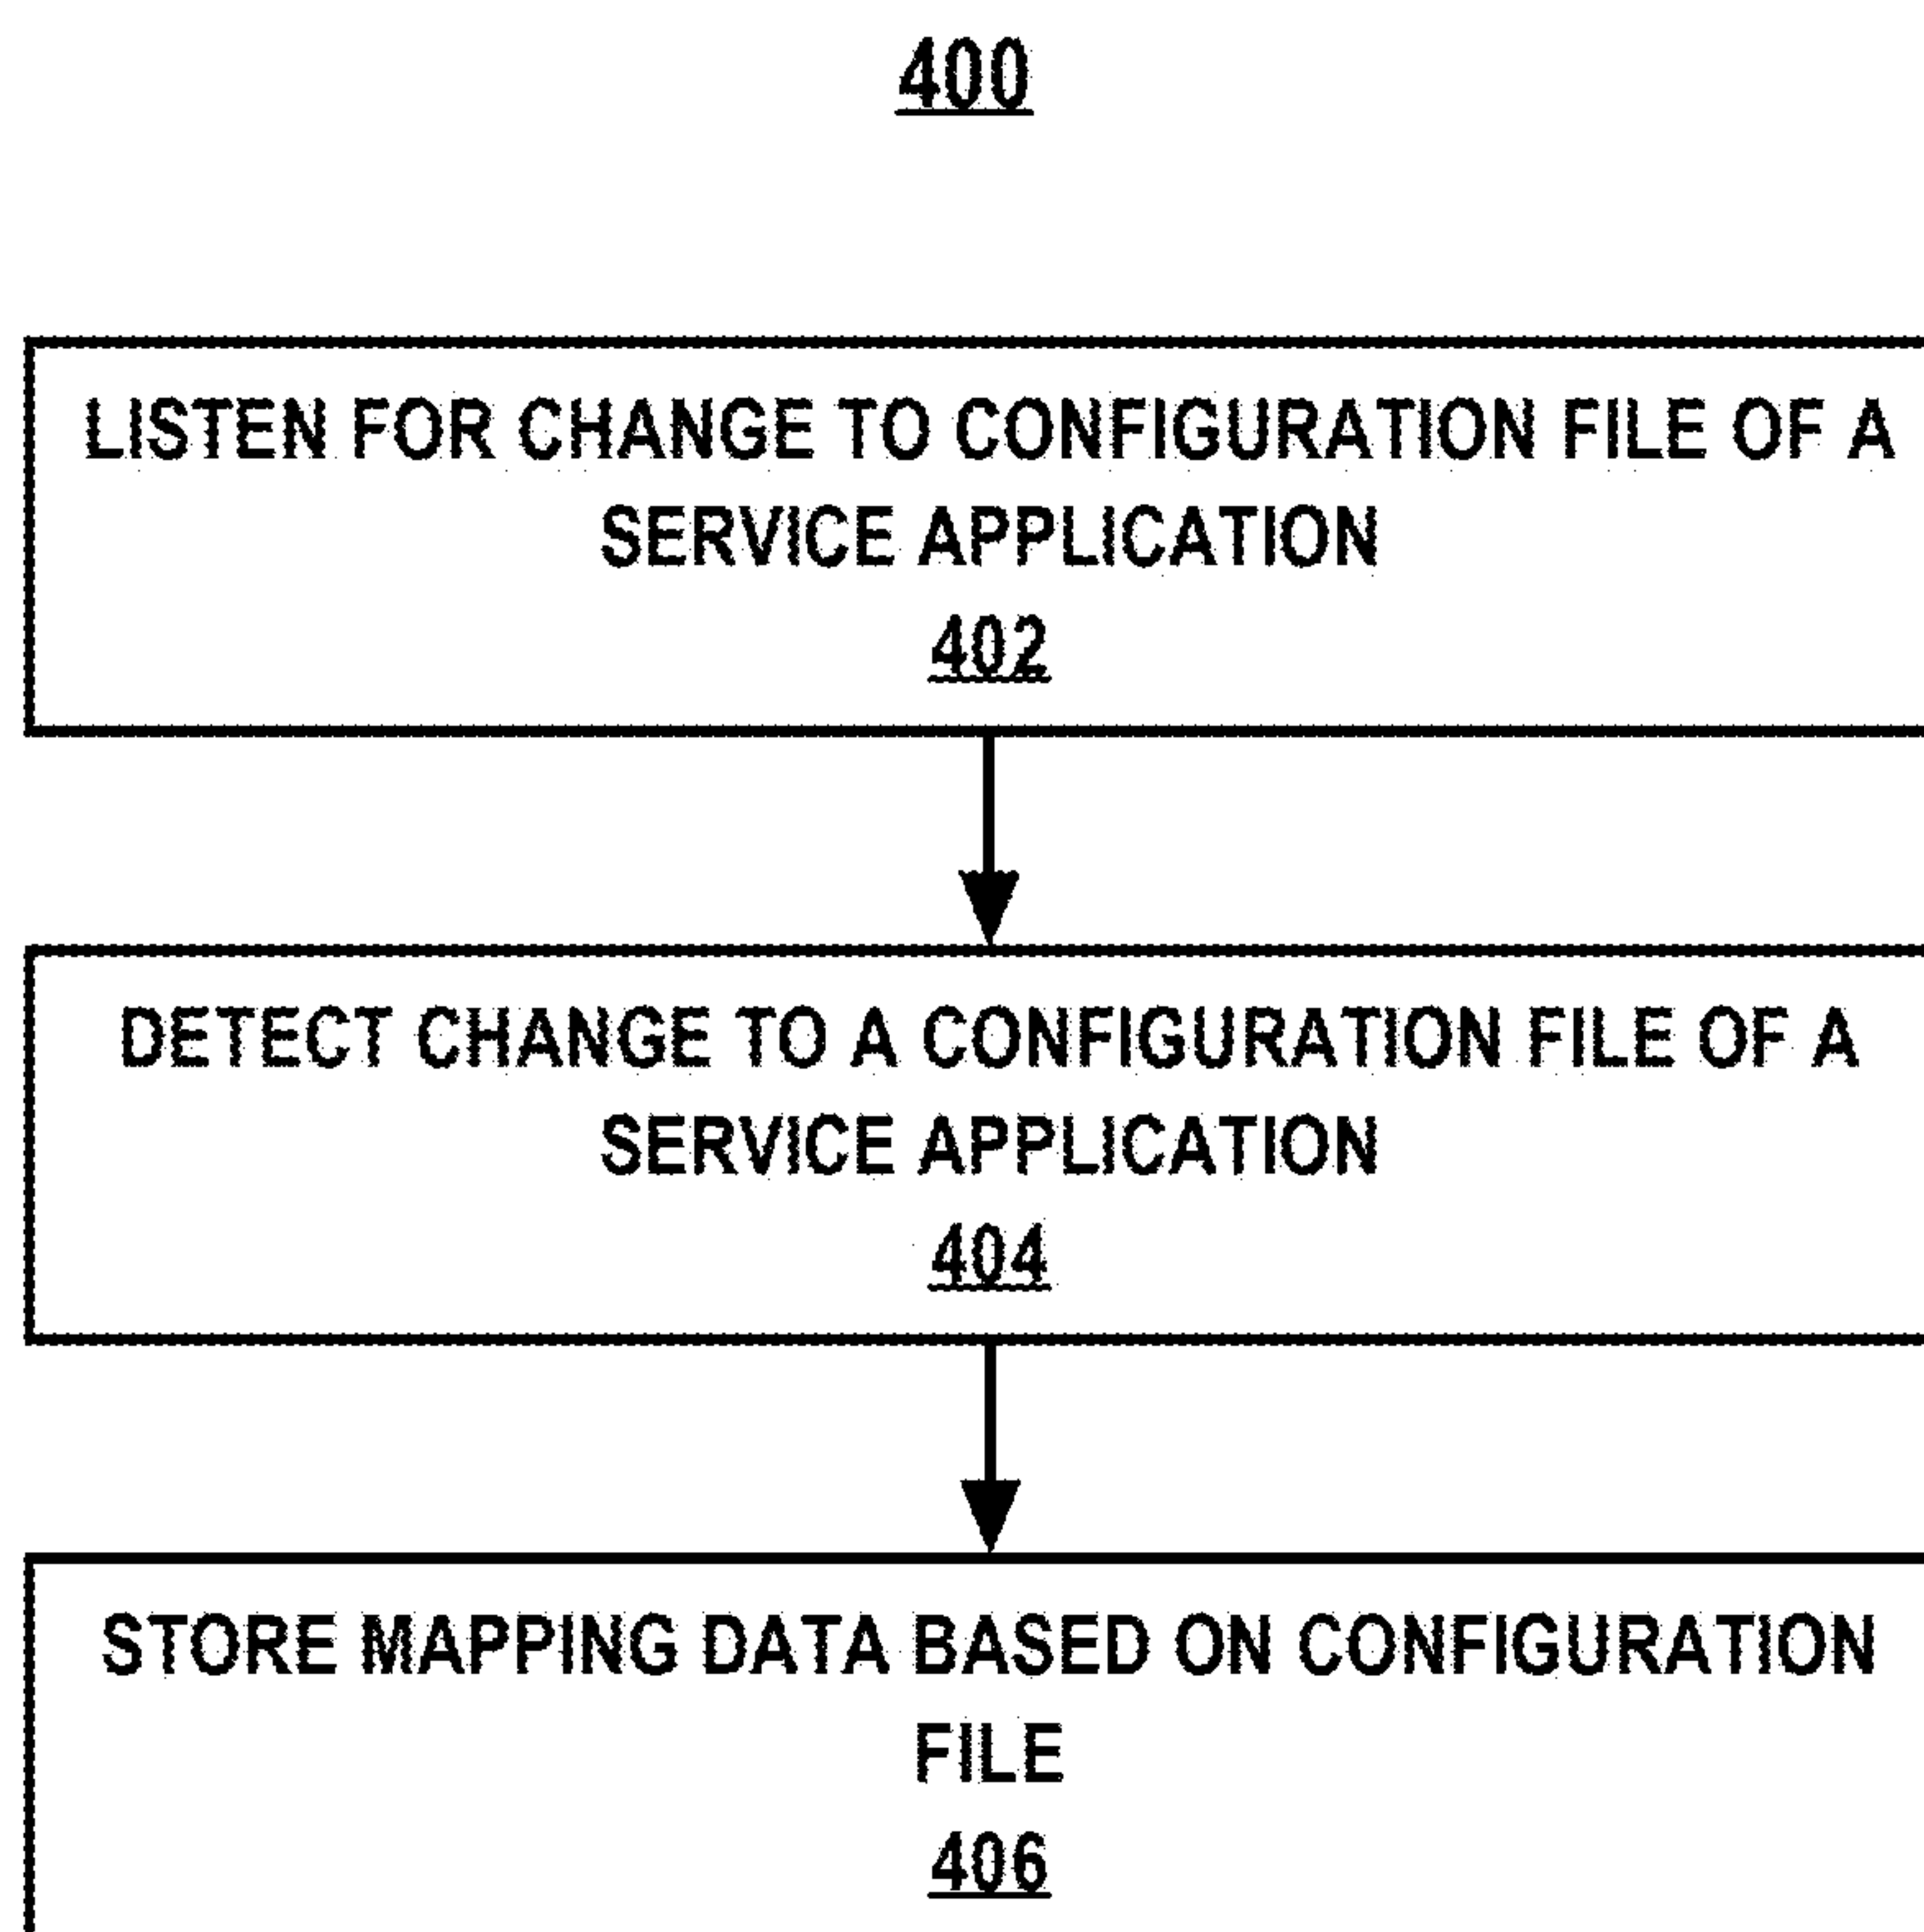 400
LISTEN FOR CHANGE TO CONFIGURATION FILE OF A
SERVICE APPLICATION
402
DETECT CHANGE TO A CONFIGURATION FILE OF A
SERVICE APPLICATION
404
STORE MAPPING DATA BASED ON CONFIGURATION
FILE
406